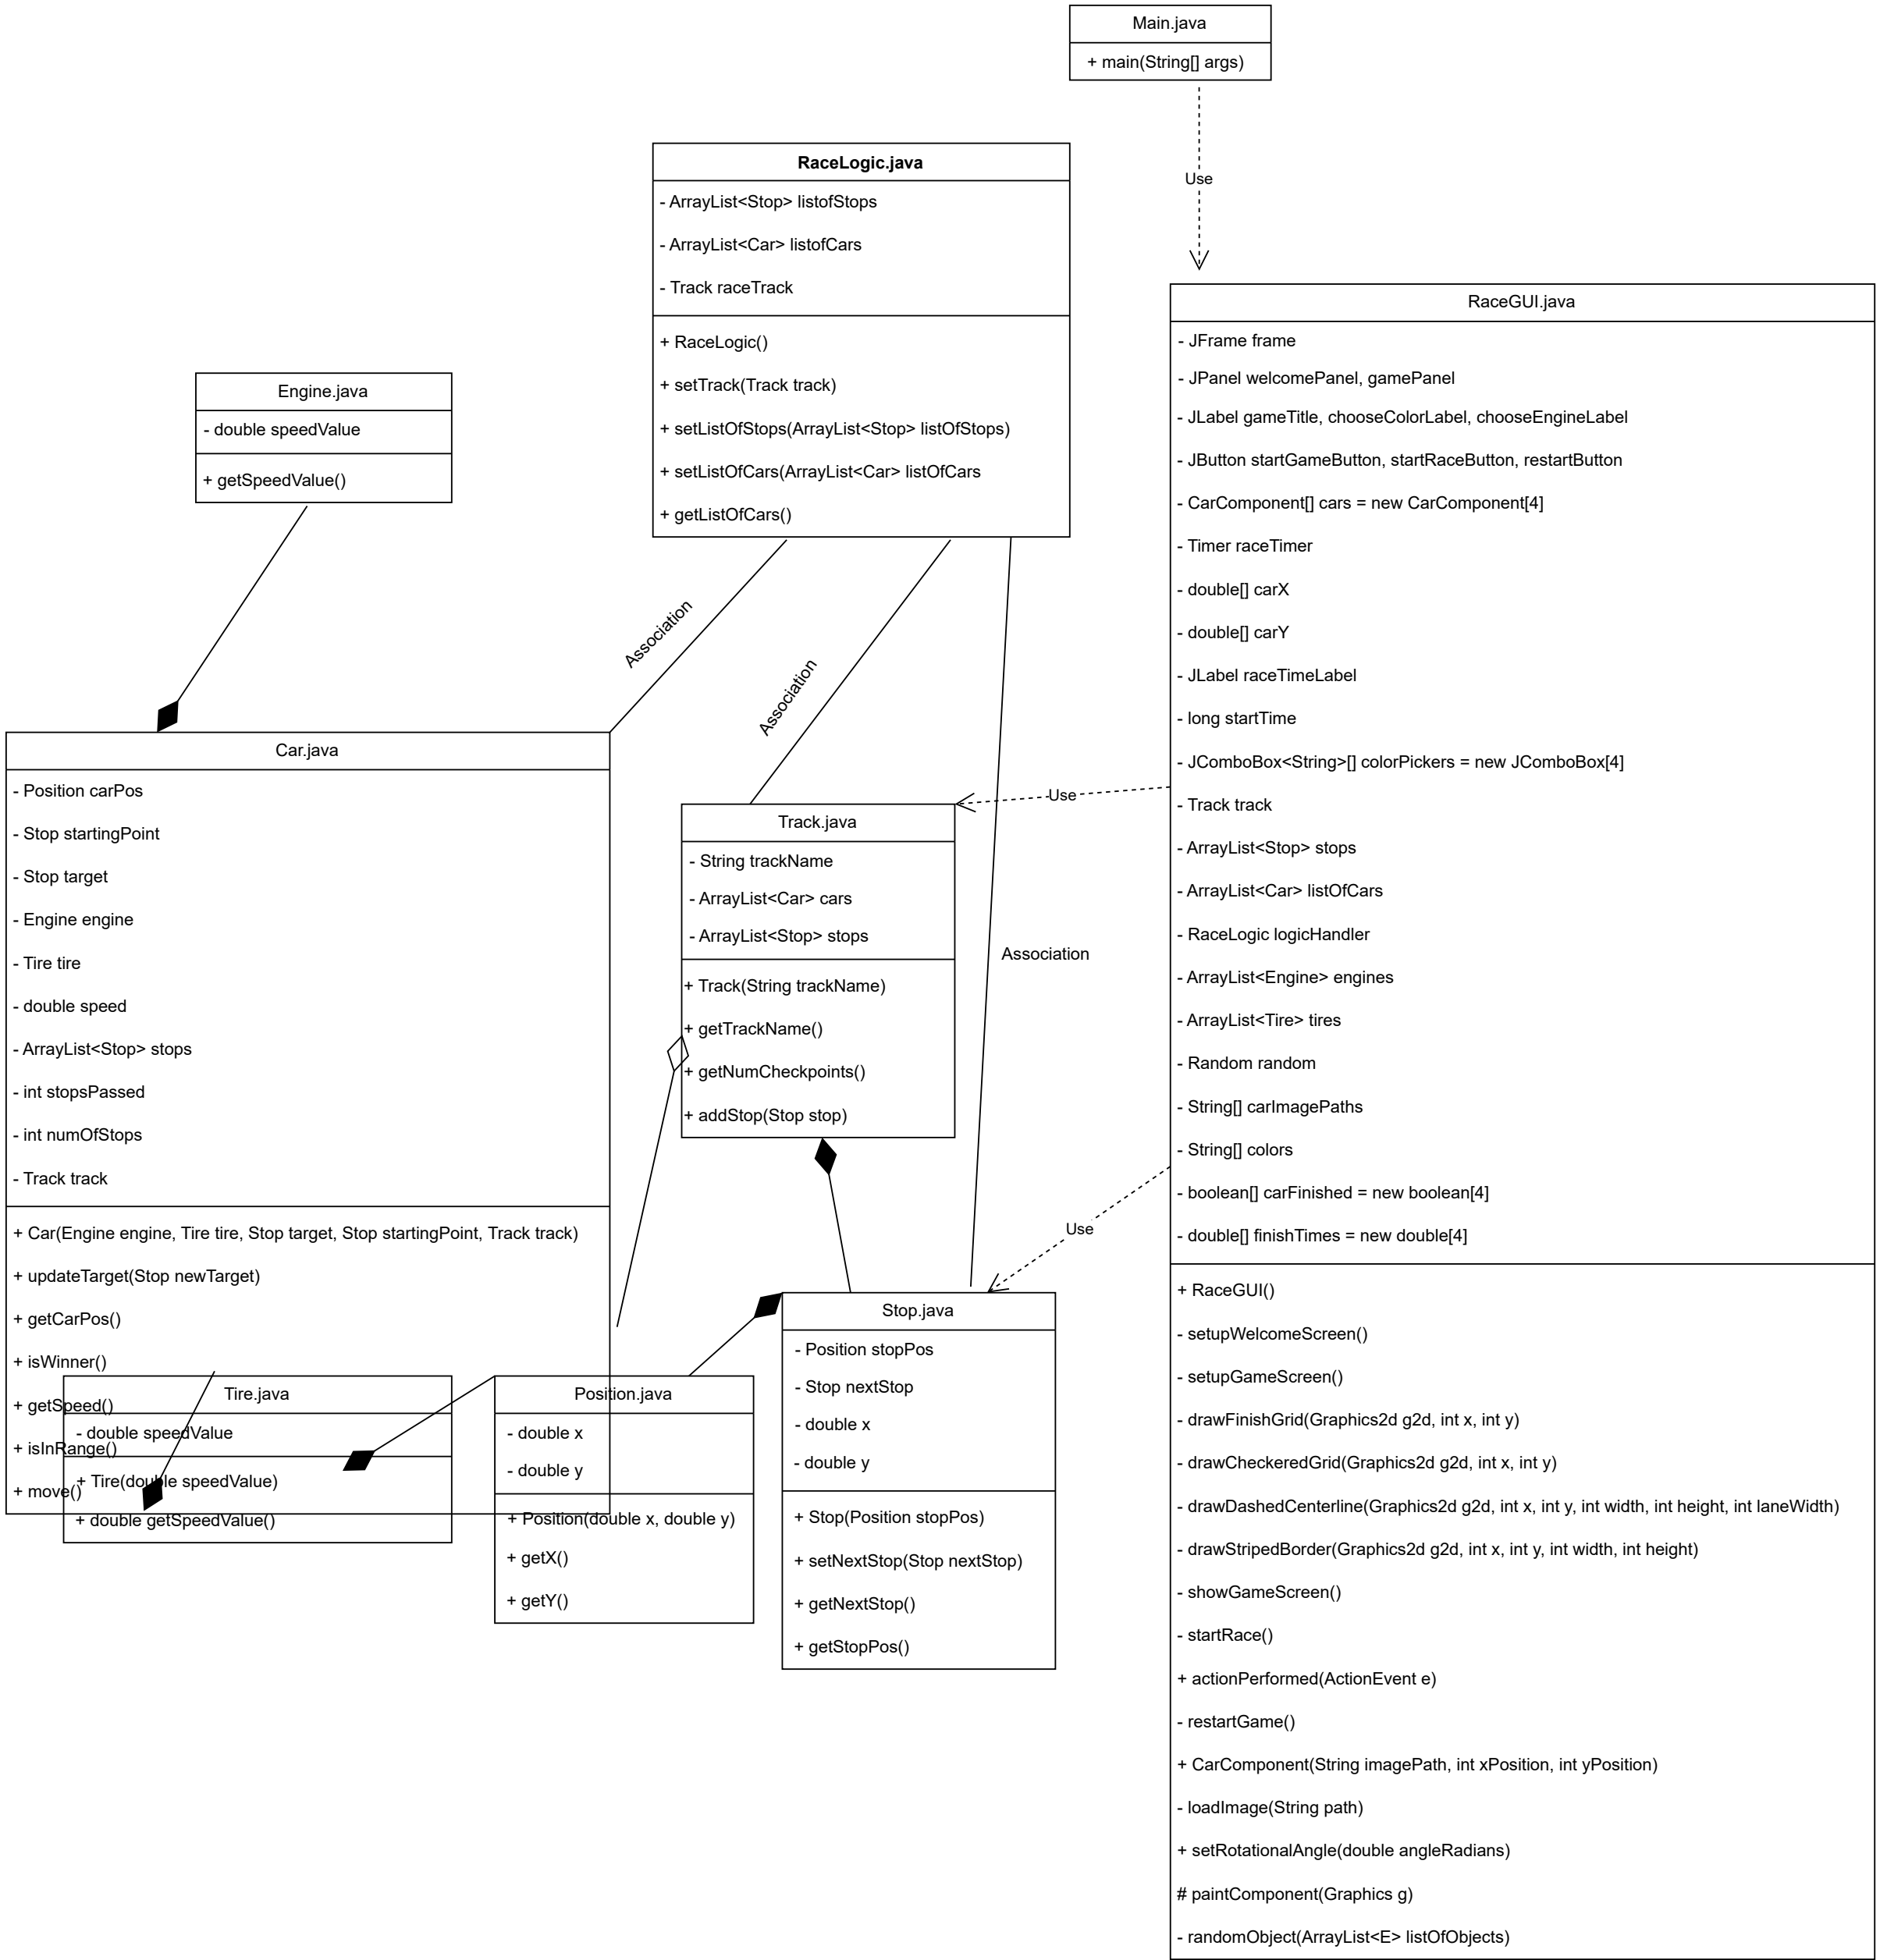 Main.java
+ main(String[] args)
Use
RaceLogic.java
- ArrayList<Stop> listofStops
- ArrayList<Car> listofCars
- Track raceTrack
+ RaceLogic()
+ setTrack(Track track)
+ setListOfStops(ArrayList<Stop> listOfStops)
+ setListOfCars(ArrayList<Car> listOfCars
+ getListOfCars()
Engine.java
- double speedValue
+ getSpeedValue()
Association
Association
Association
Car.java
- Position carPos
- Stop startingPoint
- Stop target
- Engine engine
- Tire tire
- double speed
- ArrayList<Stop> stops
- int stopsPassed
- int numOfStops
- Track track
+ Car(Engine engine, Tire tire, Stop target, Stop startingPoint, Track track)
+ updateTarget(Stop newTarget)
+ getCarPos()
+ isWinner()
+ getSpeed()
+ isInRange()
+ move()
Tire.java
- double speedValue
+ Tire(double speedValue)
+ double getSpeedValue()
Position.java
- double x
- double y
+ Position(double x, double y)
+ getX()
+ getY()
Track.java
- String trackName
- ArrayList<Car> cars
- ArrayList<Stop> stops
+ Track(String trackName)
+ getTrackName()
+ getNumCheckpoints()
+ addStop(Stop stop)
Use
Use
Stop.java
- Position stopPos
- Stop nextStop
- double x
- double y
+ Stop(Position stopPos)
+ setNextStop(Stop nextStop)
+ getNextStop()
+ getStopPos()
RaceGUI.java
- JFrame frame
- JPanel welcomePanel, gamePanel
- JLabel gameTitle, chooseColorLabel, chooseEngineLabel
- JButton startGameButton, startRaceButton, restartButton
- CarComponent[] cars = new CarComponent[4]
- Timer raceTimer
- double[] carX
- double[] carY
- JLabel raceTimeLabel
- long startTime
- JComboBox<String>[] colorPickers = new JComboBox[4]
- Track track
- ArrayList<Stop> stops
- ArrayList<Car> listOfCars
- RaceLogic logicHandler
- ArrayList<Engine> engines
- ArrayList<Tire> tires
- Random random
- String[] carImagePaths
- String[] colors
- boolean[] carFinished = new boolean[4]
- double[] finishTimes = new double[4]
+ RaceGUI()
- setupWelcomeScreen()
- setupGameScreen()
- drawFinishGrid(Graphics2d g2d, int x, int y)
- drawCheckeredGrid(Graphics2d g2d, int x, int y)
- drawDashedCenterline(Graphics2d g2d, int x, int y, int width, int height, int laneWidth)
- drawStripedBorder(Graphics2d g2d, int x, int y, int width, int height)
- showGameScreen()
- startRace()
+ actionPerformed(ActionEvent e)
- restartGame()
+ CarComponent(String imagePath, int xPosition, int yPosition)
- loadImage(String path)
+ setRotationalAngle(double angleRadians)
# paintComponent(Graphics g)
- randomObject(ArrayList<E> listOfObjects)